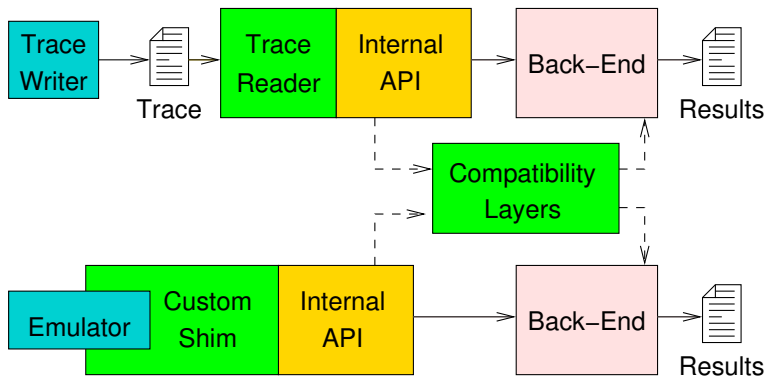 Trace
Writer
Trace
Trace
Reader
Internal
API
Back−End
Results
Compatibility
Layers
Emulator
Custom
Shim
Internal
API
Back−End
Results